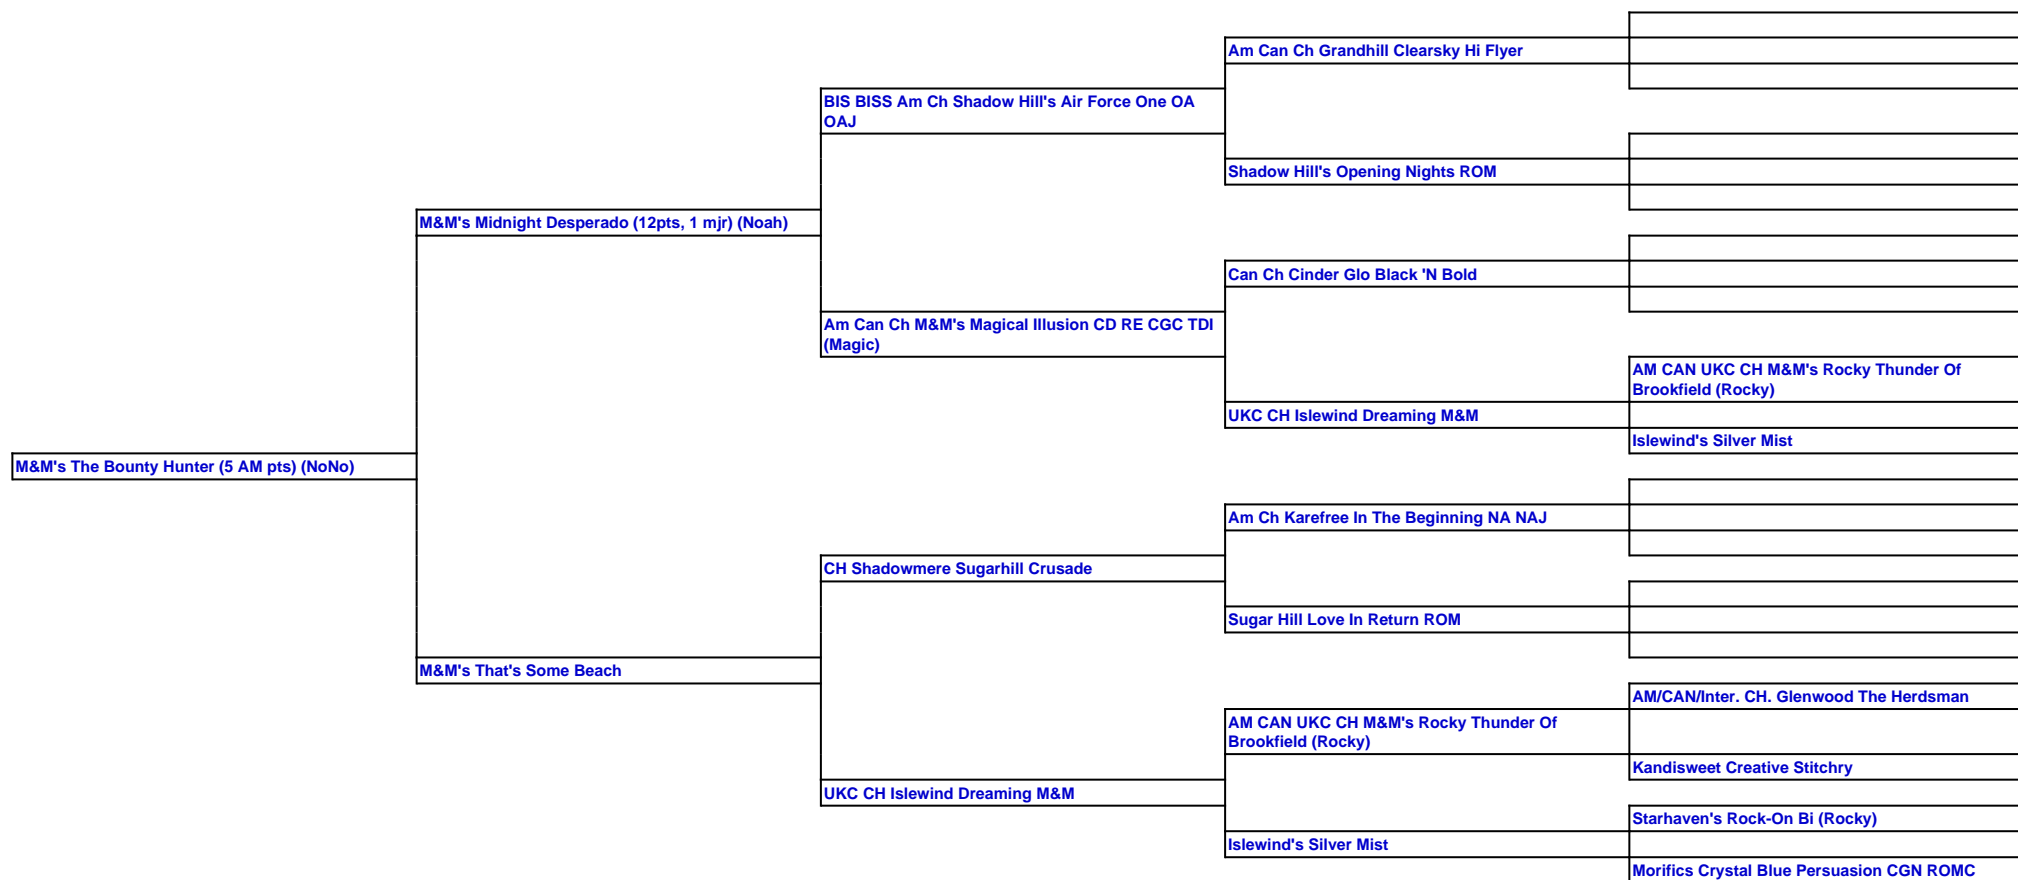 Am Can Ch Grandhill Clearsky Hi Flyer
BIS BISS Am Ch Shadow Hill's Air Force One OA
OAJ
Shadow Hill's Opening Nights ROM
M&M's Midnight Desperado (12pts, 1 mjr) (Noah)
Can Ch Cinder Glo Black 'N Bold
Am Can Ch M&M's Magical Illusion CD RE CGC TDI
(Magic)
AM CAN UKC CH M&M's Rocky Thunder Of
Brookfield (Rocky)
UKC CH Islewind Dreaming M&M
Islewind's Silver Mist
M&M's The Bounty Hunter (5 AM pts) (NoNo)
Am Ch Karefree In The Beginning NA NAJ
CH Shadowmere Sugarhill Crusade
Sugar Hill Love In Return ROM
M&M's That's Some Beach
AM/CAN/Inter. CH. Glenwood The Herdsman
AM CAN UKC CH M&M's Rocky Thunder Of
Brookfield (Rocky)
Kandisweet Creative Stitchry
UKC CH Islewind Dreaming M&M
Starhaven's Rock-On Bi (Rocky)
Islewind's Silver Mist
Morifics Crystal Blue Persuasion CGN ROMC